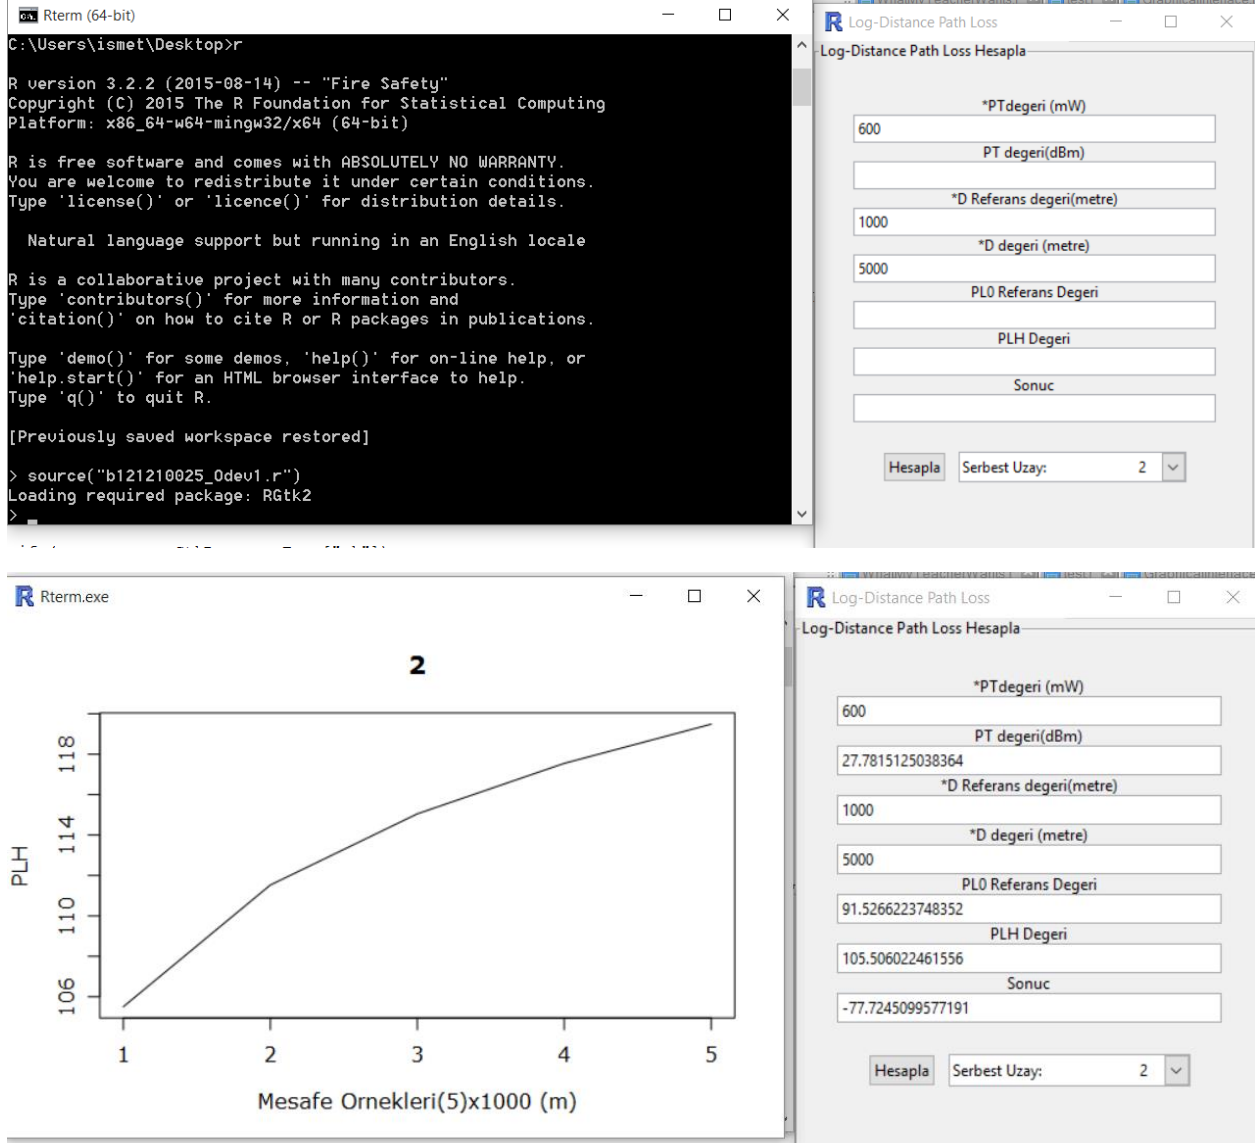 Rterm (64-bit)
C:\Users\ismet\Desktop>r
R version 3.2.2 (2015-08-14) -- "Fire Safety"
Copyright (C) 2015 The R Foundation for Statistical Computing
Platform: x86_64-w64-mingw32/x64 (64-bit)
R is free software and comes with ABSOLUTELY NO WARRANTY.
You are welcome to redistribute it under certain conditions.
Type 'license()' or 'licence()' for distribution details.
Natural language support but running in an English locale
R is a collaborative project with many contributors.
Type 'contributors()' for more information and
'citation()' on how to cite R or R packages in publications.
Type 'demo()' for some demos, 'help()' for on-line help, or
'help.start()' for an HTML browser interface to help.
Type 'q()' to quit R.
[Previously saved workspace restored]
> source("b121210025_Odev1.r")
Loading required package: RGtk2
>
Log-Distance Path Loss
Log-Distance Path Loss Hesapla
*PTdegeri (mW)
600
PT degeri(dBm)
*D Referans degeri(metre)
1000
*D degeri (metre)
5000
PL0 Referans Degeri
PLH Degeri
Sonuc
Hesapla Serbest Uzay: 2
Rterm.exe
2
PLH
118
114
110
106
1 2 3 4 5
Mesafe Ornekleri(5)x1000 (m)
Log-Distance Path Loss
Log-Distance Path Loss Hesapla
*PTdegeri (mW)
600
PT degeri(dBm)
27.7815125038364
*D Referans degeri(metre)
1000
*D degeri (metre)
5000
PL0 Referans Degeri
91.5266223748352
PLH Degeri
105.506022461556
Sonuc
-77.7245099577191
Hesapla Serbest Uzay: 2